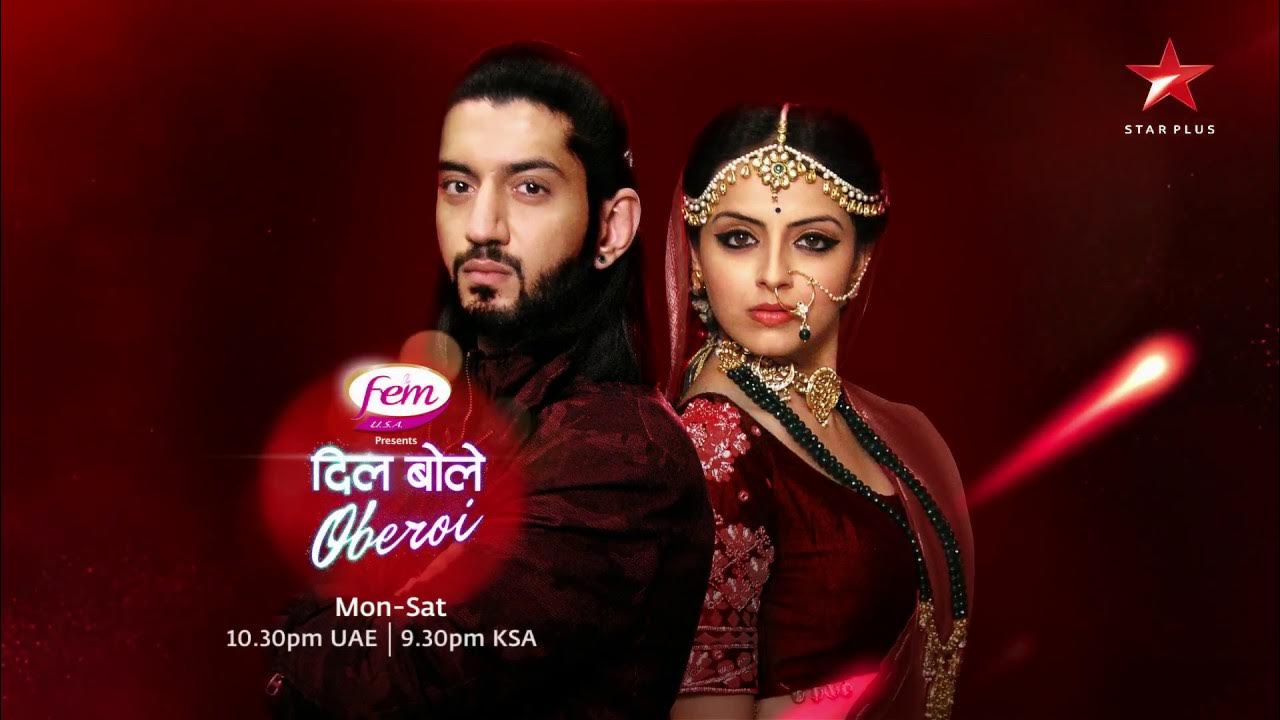 STAR PLUS
fem
U.S.A.
Presents
दिल बोले
Oberoi
Mon-Sat
10.30pm UAE | 9.30pm KSA